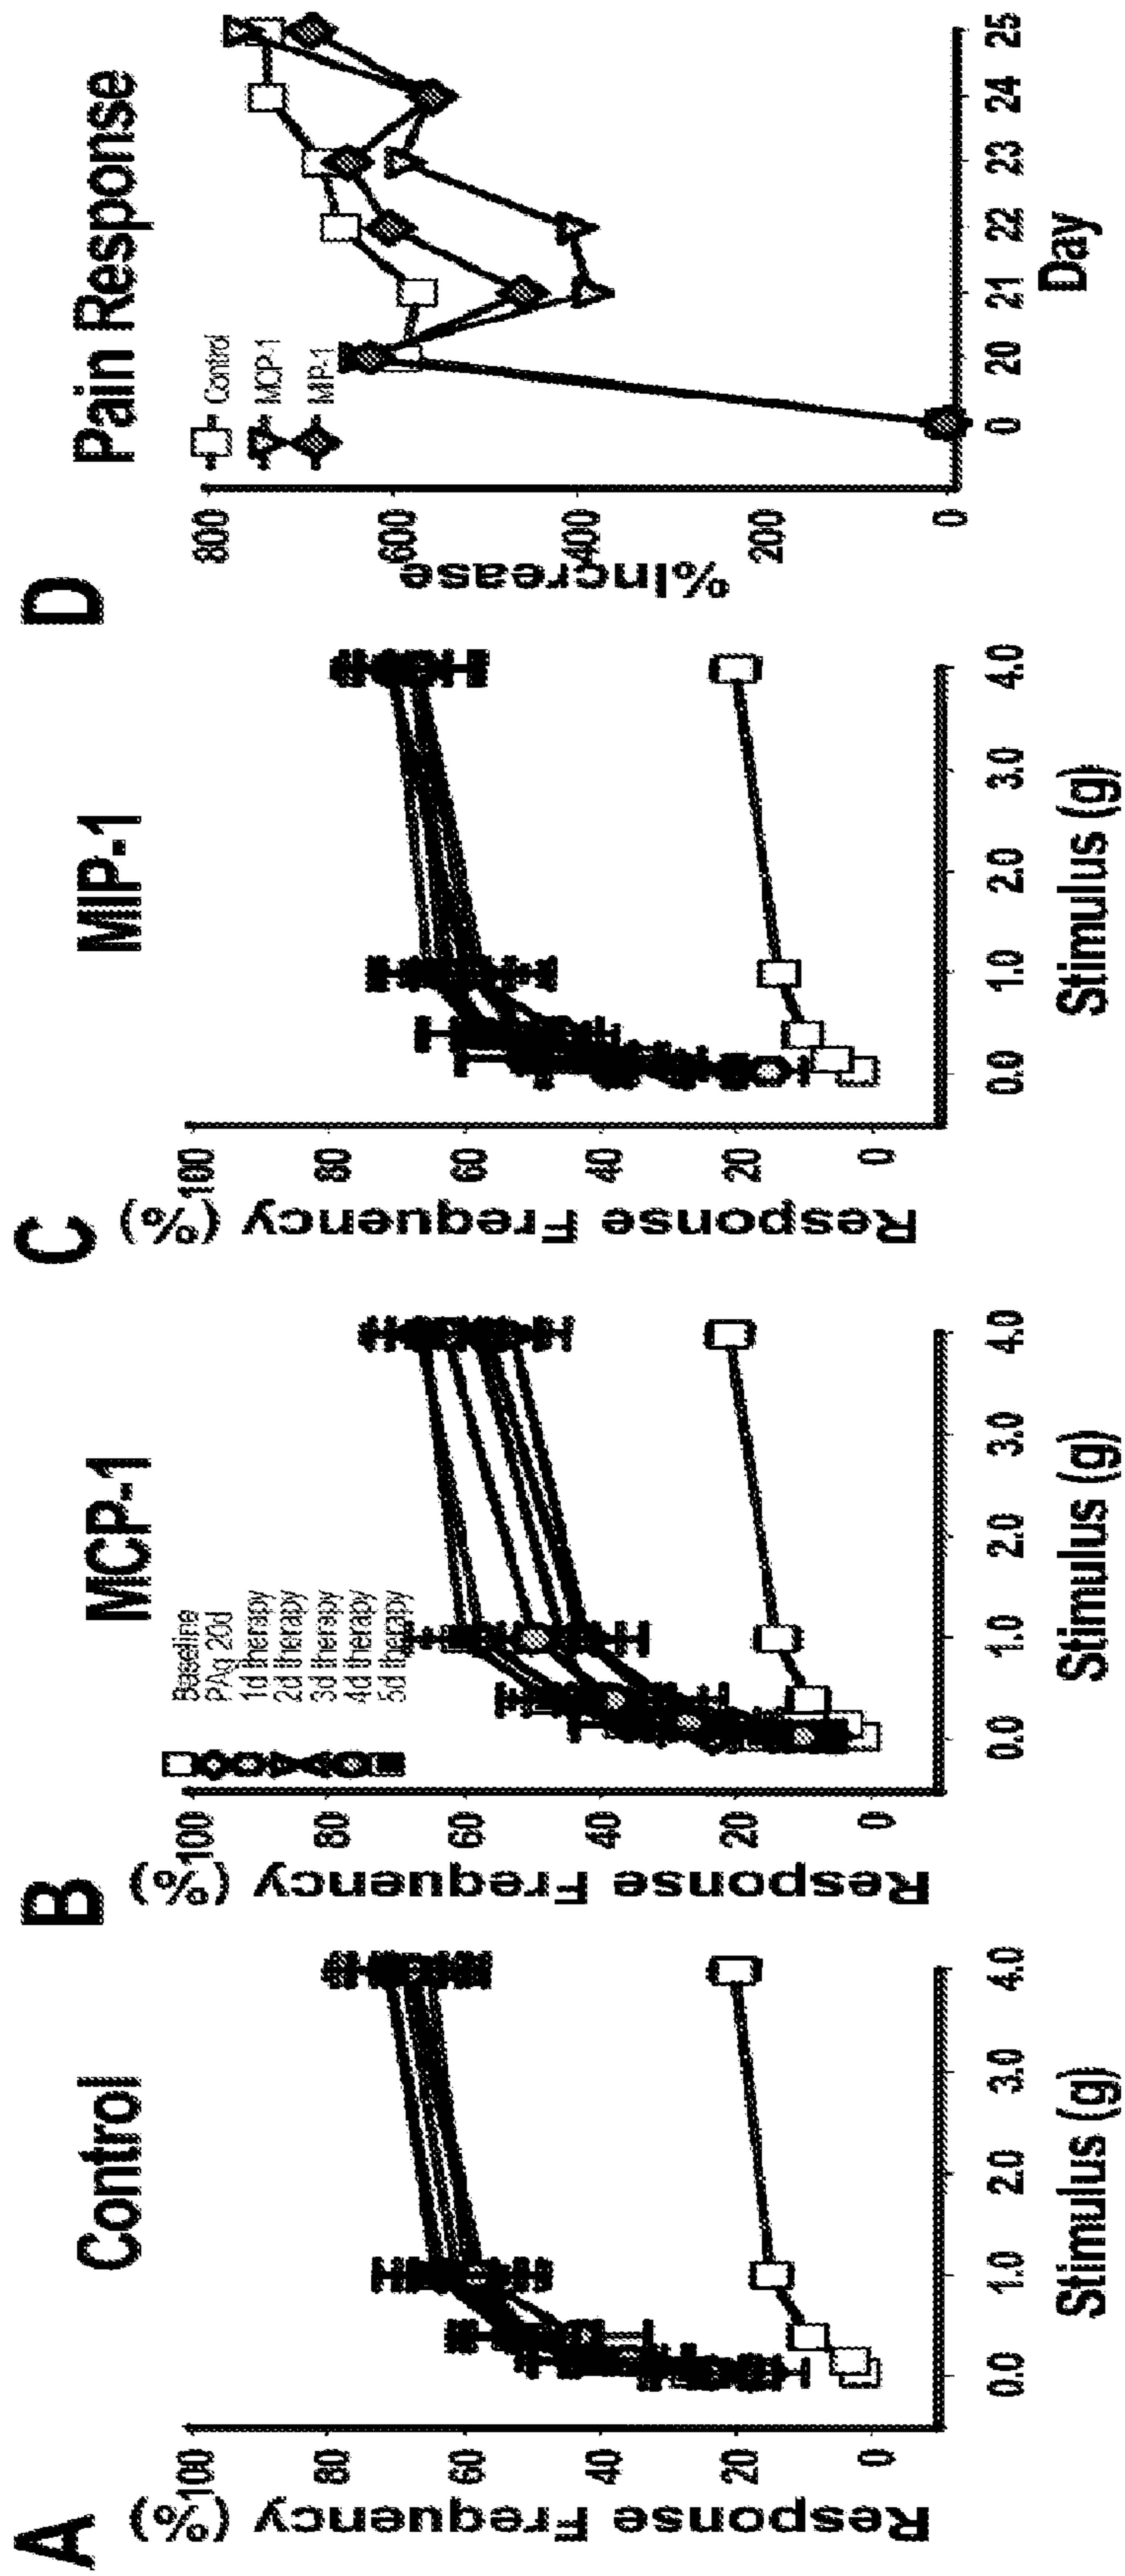 A
Control
Response Frequency (%)
100
80
60
40
20
0
0.0 1.0 2.0 3.0 4.0
Stimulus (g)
B
MCP-1
Baseline
PAg 20d
1d therapy
2d therapy
3d therapy
4d therapy
5d therapy
Response Frequency (%)
100
80
60
40
20
0
0.0 1.0 2.0 3.0 4.0
Stimulus (g)
C
MIP-1
Response Frequency (%)
100
80
60
40
20
0
0.0 1.0 2.0 3.0 4.0
Stimulus (g)
D
Pain Response
Control
MCP-1
MIP-1
%Increase
800
600
400
200
0
0 20 21 22 23 24 25
Day